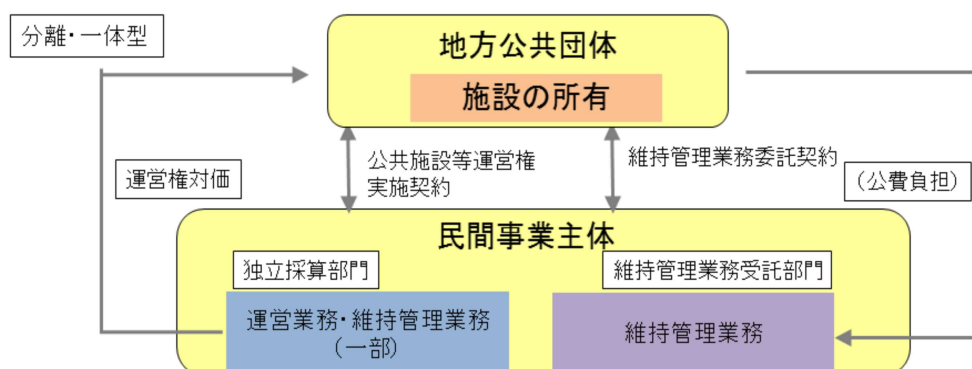 分離・一体型
地方公共団体
施設の所有
運営権対価
公共施設等運営権
実施契約
維持管理業務委託契約
（公費負担）
民間事業主体
独立採算部門
維持管理業務受託部門
運営業務・維持管理業務
（一部）
維持管理業務